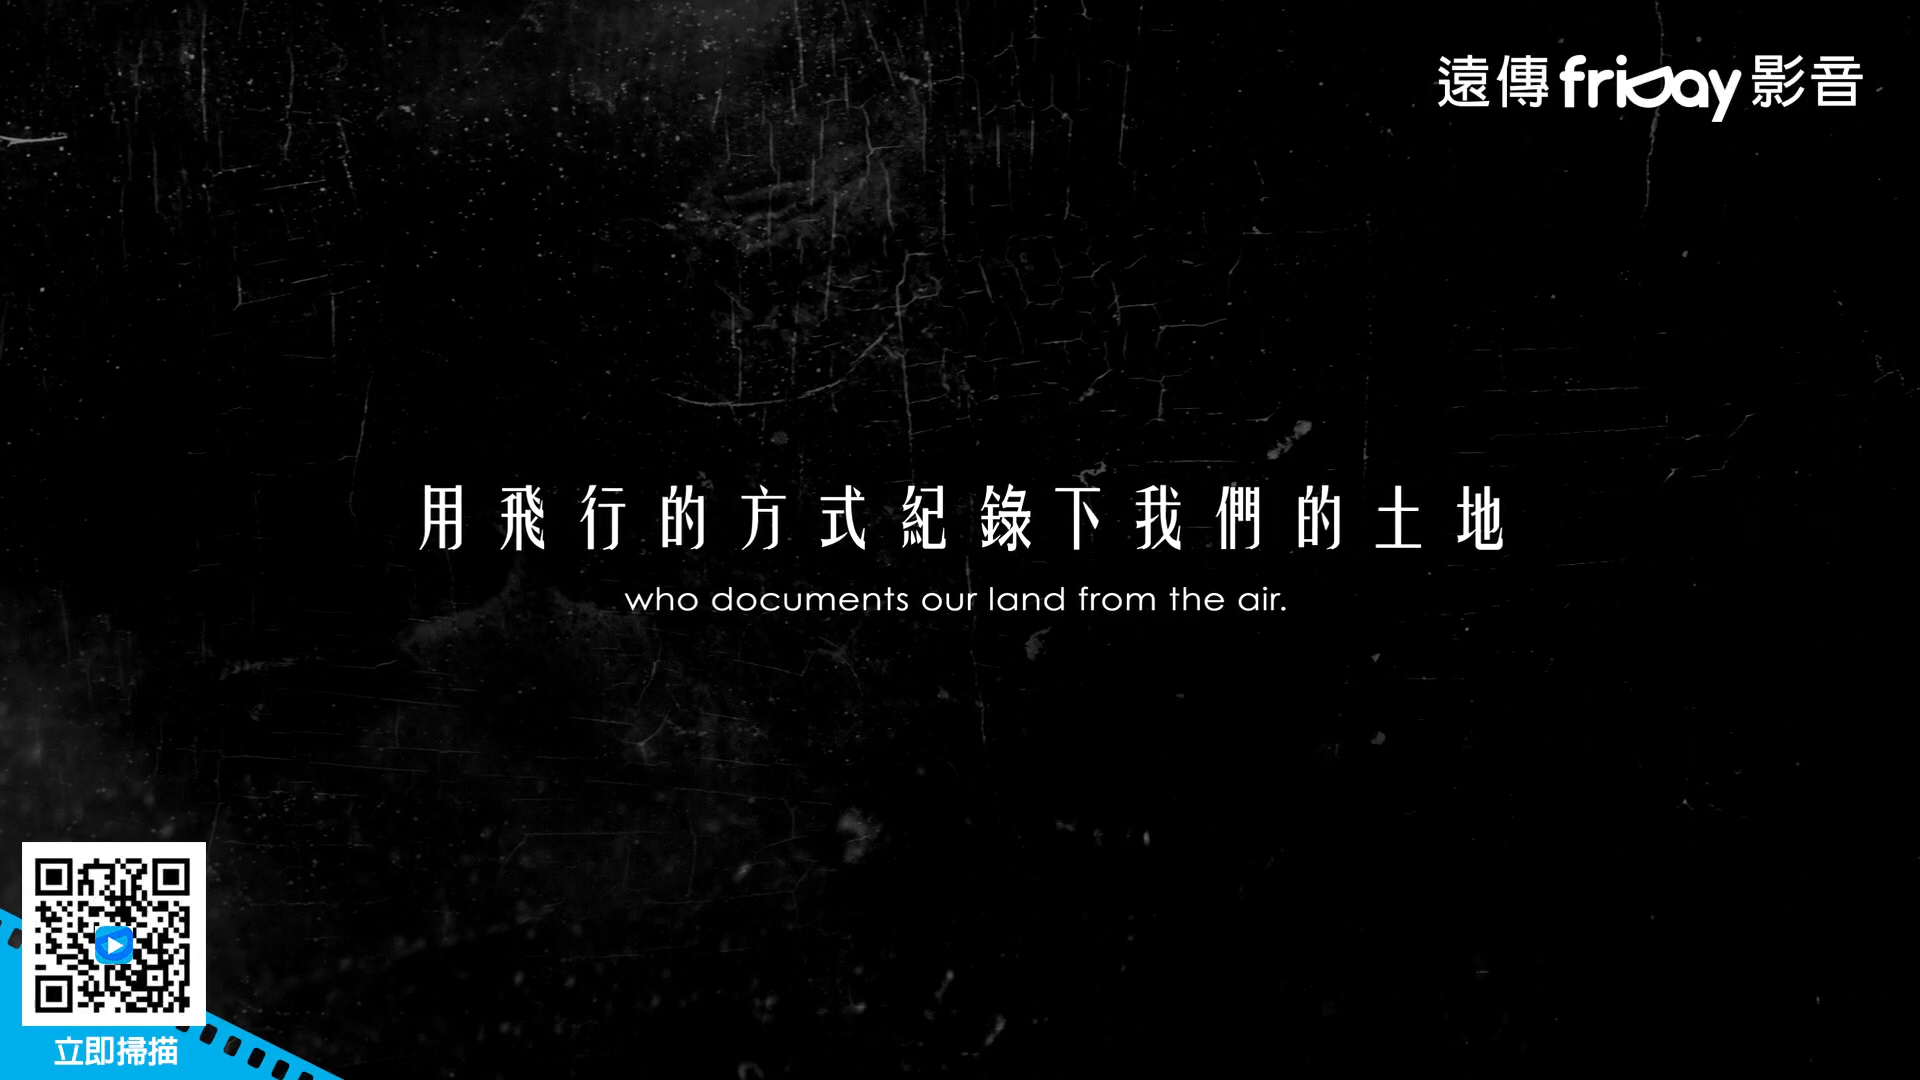 遠傳friDay影音
用飛行的方式紀錄下我們的土地
who documents our land from the air.
立即掃描